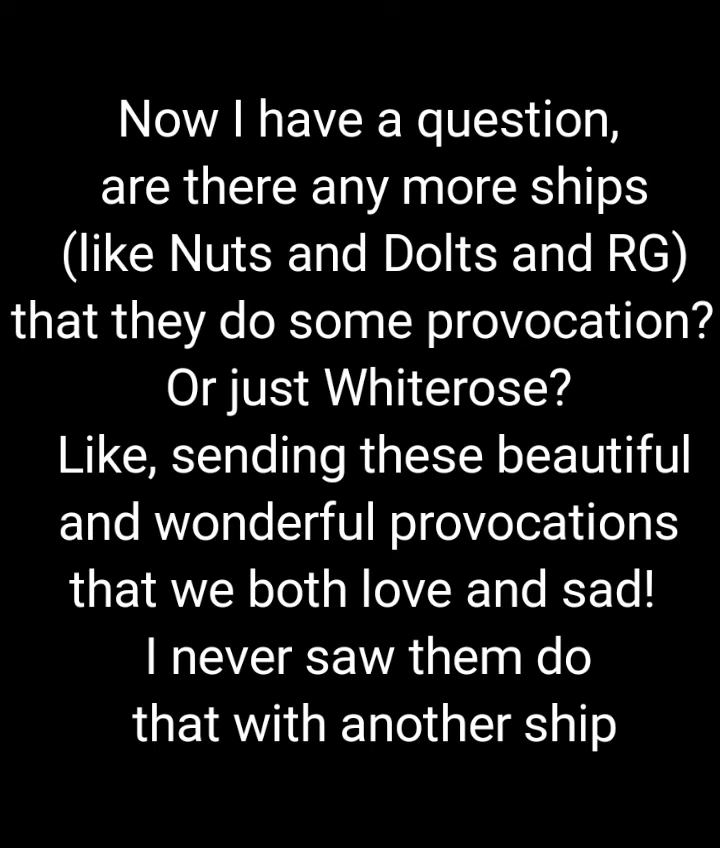 Now I have a question,
are there any more ships
(like Nuts and Dolts and RG)
that they do some provocation?
Or just Whiterose?
Like, sending these beautiful
and wonderful provocations
that we both love and sad!
I never saw them do
that with another ship